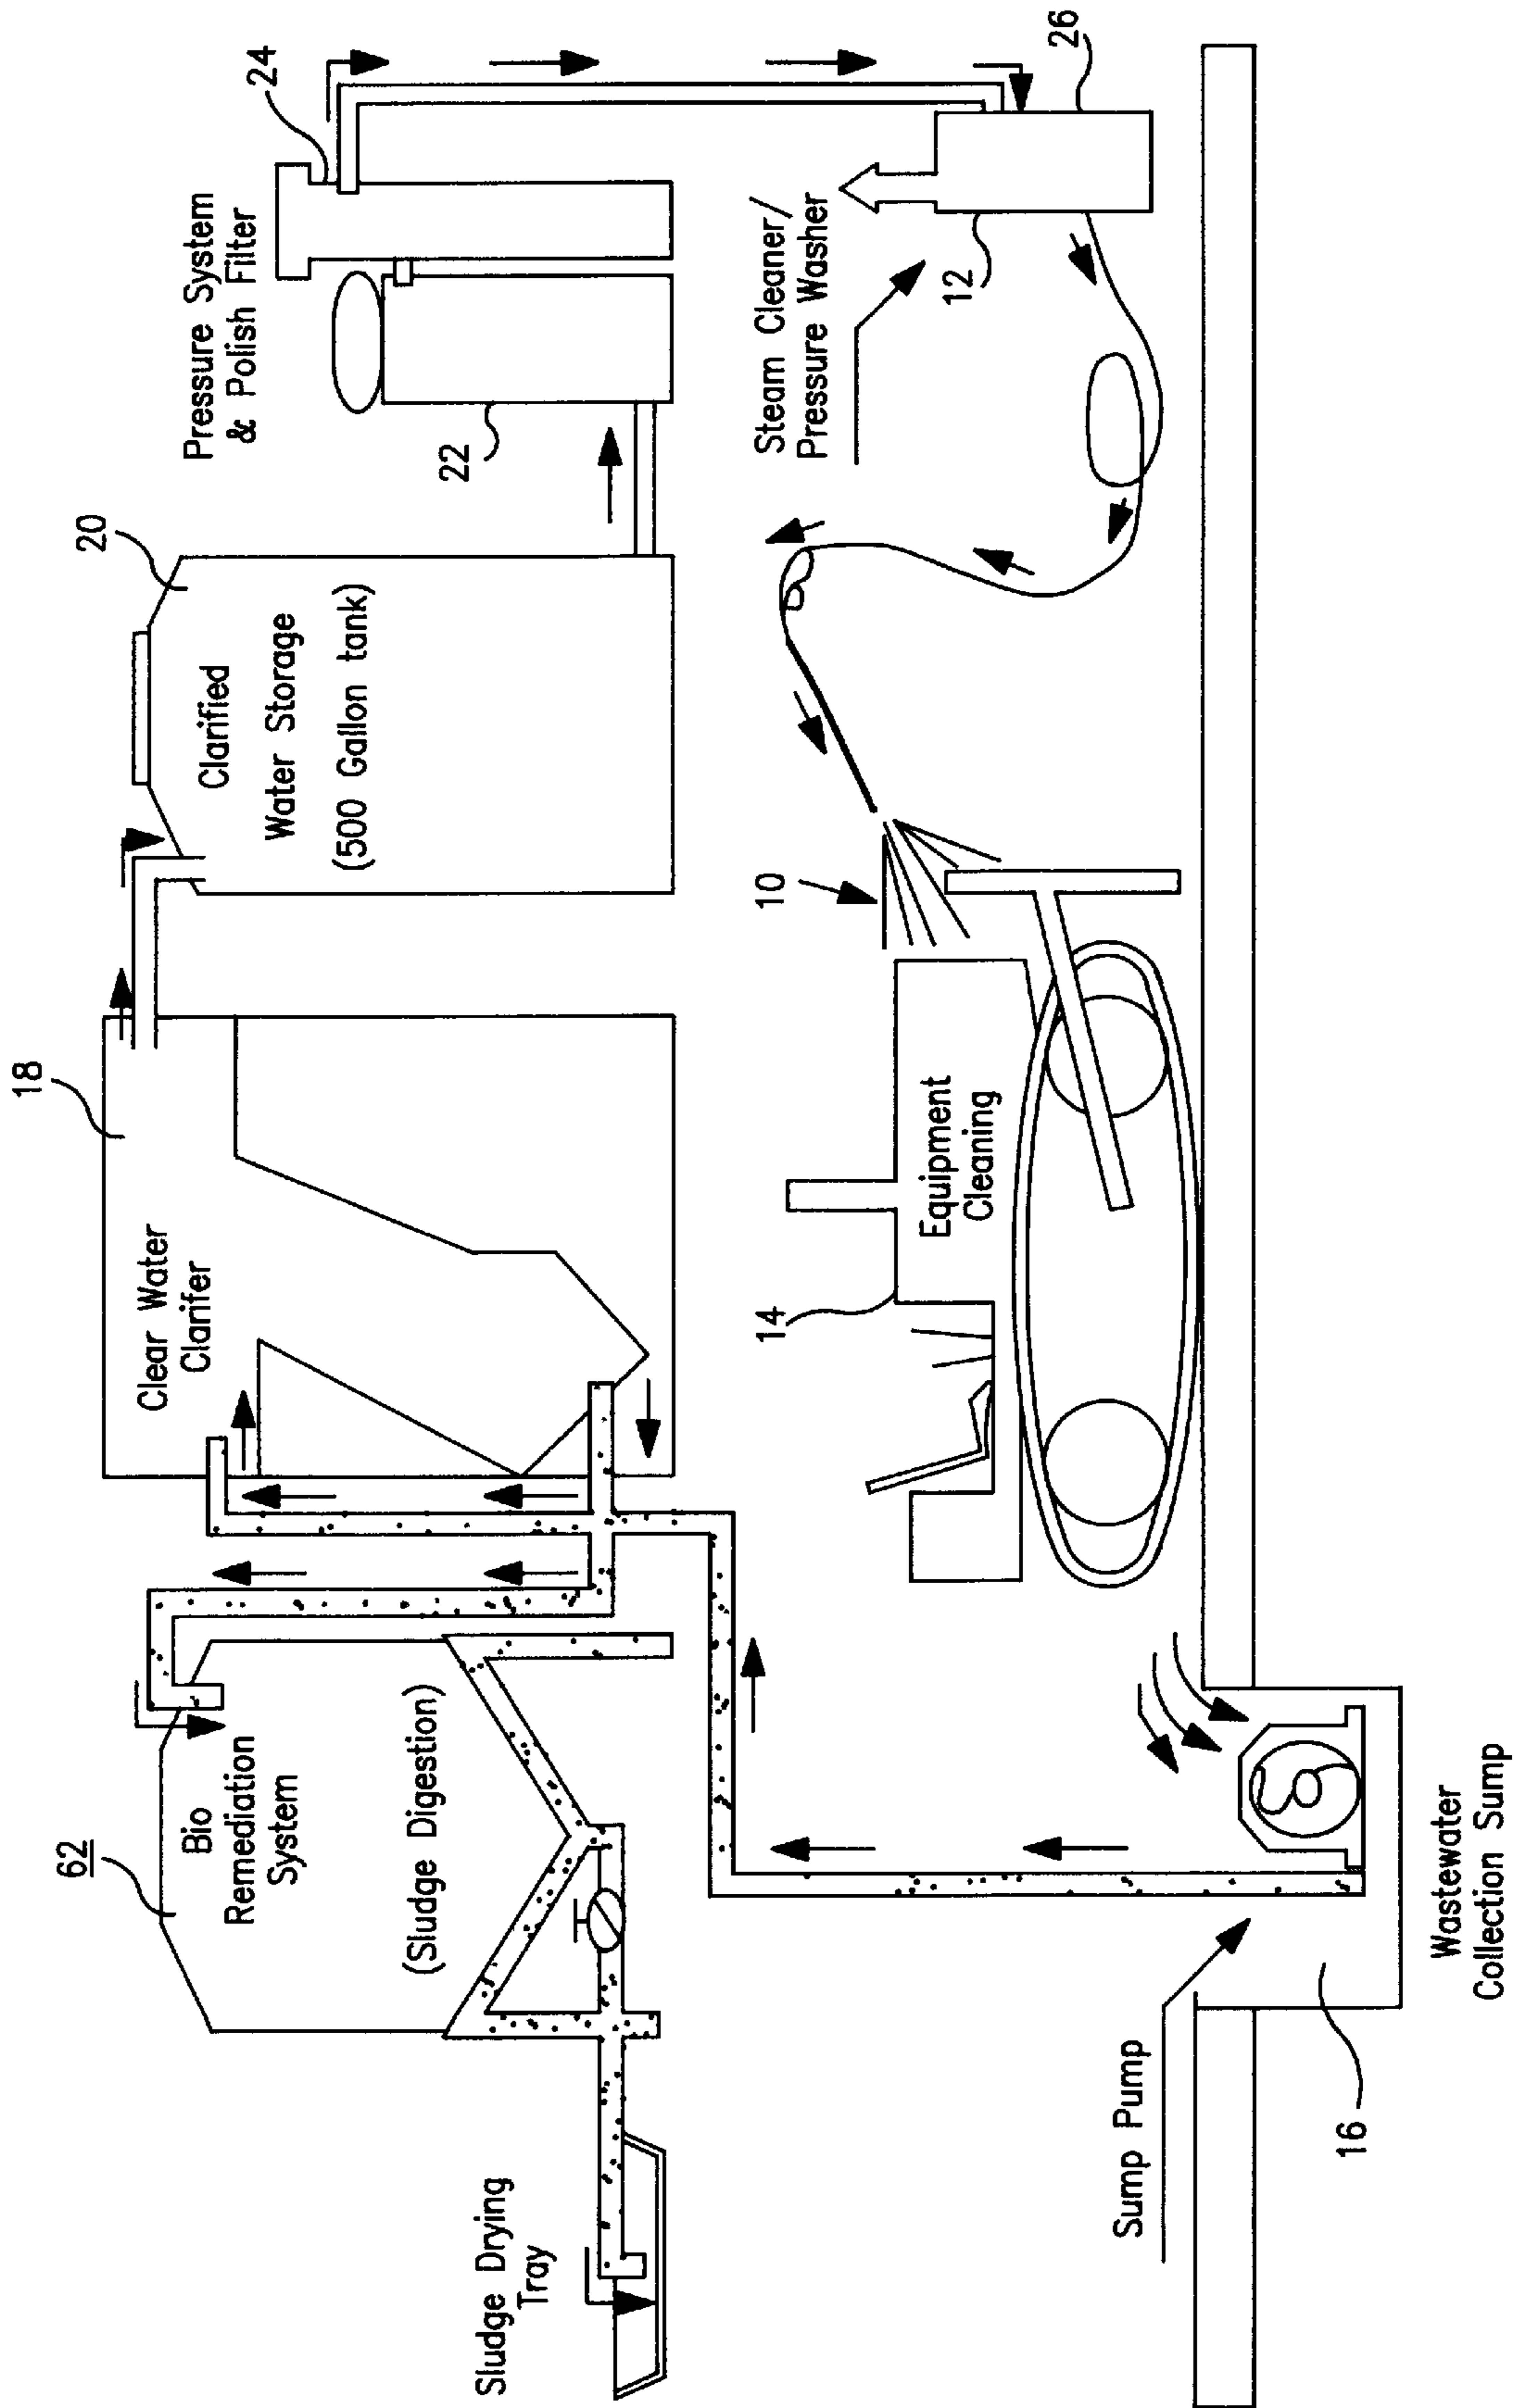 62
Bio
Remediation
System
(Sludge Digestion)
Sludge Drying
Tray
18
Clear Water
Clarifer
20
Clarified
Water Storage
(500 Gallon tank)
Pressure System
& Polish Filter
24
22
Steam Cleaner/
Pressure Washer
12
26
10
14
Equipment
Cleaning
Sump Pump
16
Wastewater
Collection Sump